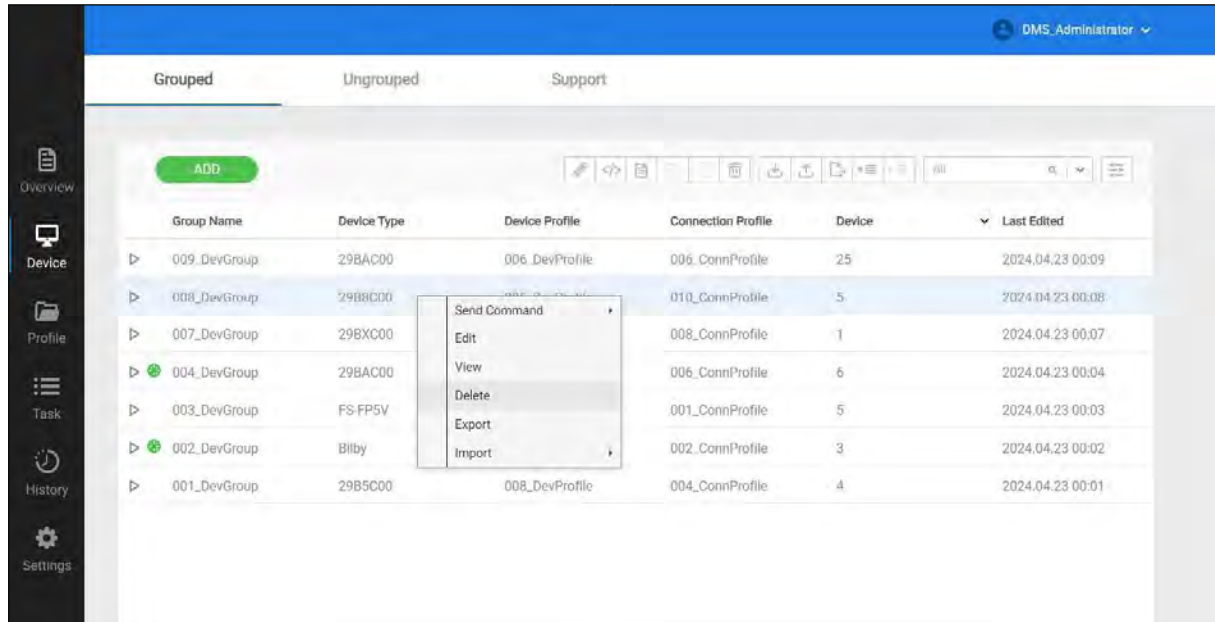 DMS_Administrator
Grouped Ungrouped Support
ADD
All
Overview
Device
Profile
Task
History
Settings
Group Name Device Type Device Profile Connection Profile Device Last Edited
009_DevGroup 29BAC00 006_DevProfile 006_ConnProfile 25 2024.04.23 00:09
008_DevGroup 29B8C00 010_ConnProfile 5 2024.04.23 00:08
007_DevGroup 29BXC00 008_ConnProfile 1 2024.04.23 00:07
004_DevGroup 29BAC00 006_ConnProfile 6 2024.04.23 00:04
003_DevGroup FS-FP5V 001_ConnProfile 5 2024.04.23 00:03
002_DevGroup Bilby 002_ConnProfile 3 2024.04.23 00:02
001_DevGroup 29B5C00 008_DevProfile 004_ConnProfile 4 2024.04.23 00:01
Send Command
Edit
View
Delete
Export
Import